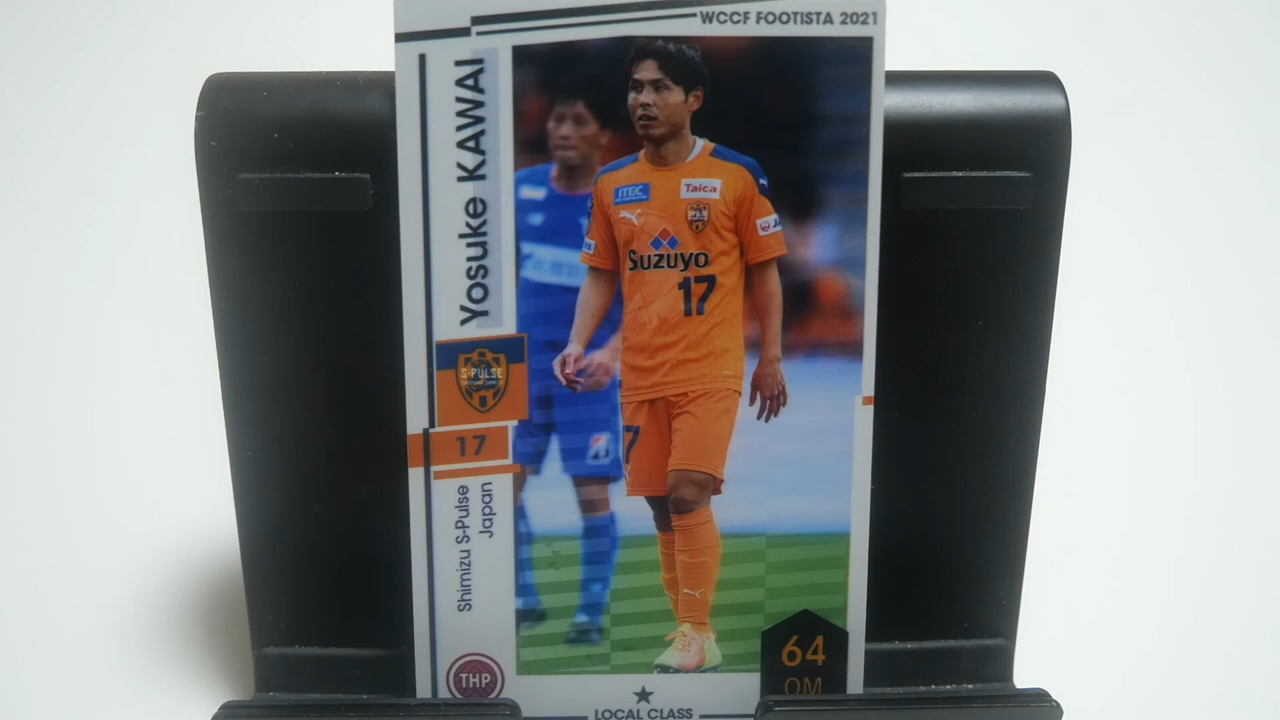 WCCF FOOTISTA 2021
Yosuke KAWAI
S-PULSE
17
Shimizu S-Pulse
Japan
THP
ITEC
Taica
Suzuyo
17
7
64
OM
★
LOCAL CLASS